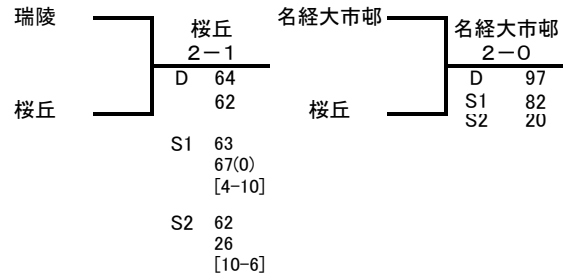 瑞陵
桜丘
2－1
D 64
62
桜丘
S1 63
67(0)
[4-10]
S2 62
26
[10-6]
名経大市邨
名経大市邨
2－0
D 97
S1 82
S2 20
桜丘